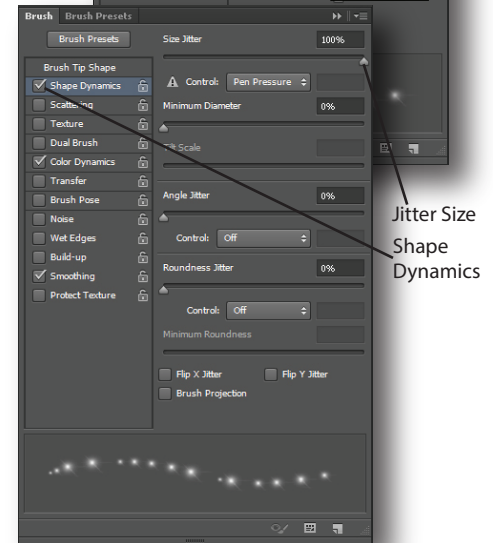 Brush Brush Presets
Brush Presets
Size Jitter 100%
Brush Tip Shape
Shape Dynamics
Control: Pen Pressure
Scattering
Minimum Diameter 0%
Texture
Dual Brush
Tilt Scale
Color Dynamics
Transfer
Brush Pose
Angle Jitter 0%
Noise
Wet Edges
Control: Off
Build-up
Smoothing
Roundness Jitter 0%
Protect Texture
Control: Off
Minimum Roundness
Flip X Jitter Flip Y Jitter
Brush Projection
Jitter Size
Shape
Dynamics